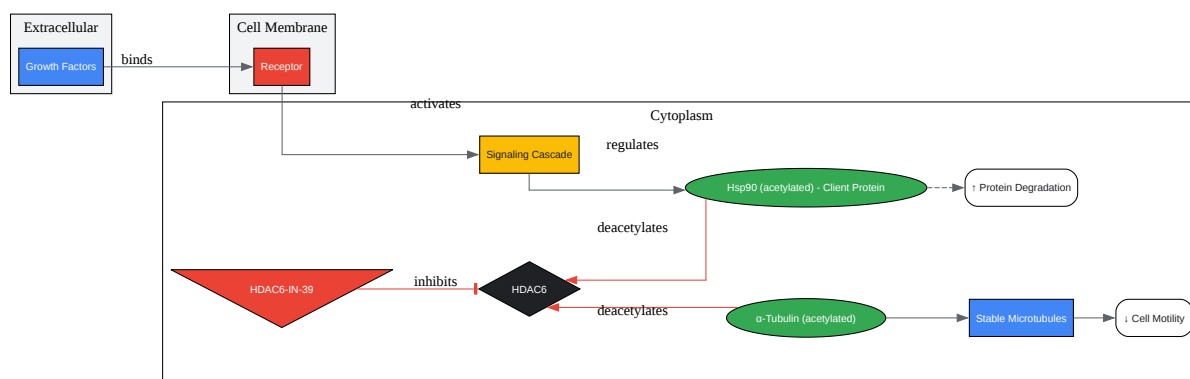 Extracellular
Cell Membrane
Growth Factors
binds
Receptor
activates
Cytoplasm
Signaling Cascade
regulates
Hsp90 (acetylated) - Client Protein
↑ Protein Degradation
deacetylates
HDAC6-IN-39
inhibits
HDAC6
deacetylates
α-Tubulin (acetylated)
Stable Microtubules
↓ Cell Motility